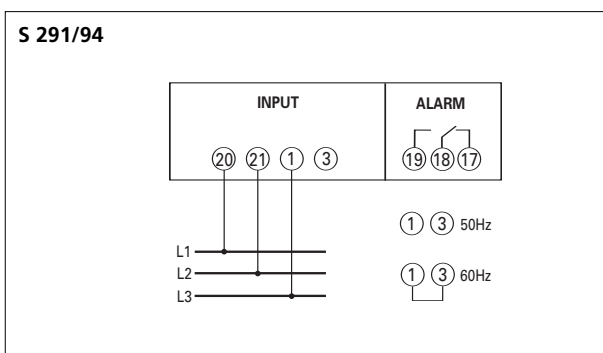 S 291/94
INPUT ALARM
20 21 1 3 19 18 17
1 3 50Hz
L1
L2
1 3 60Hz
L3